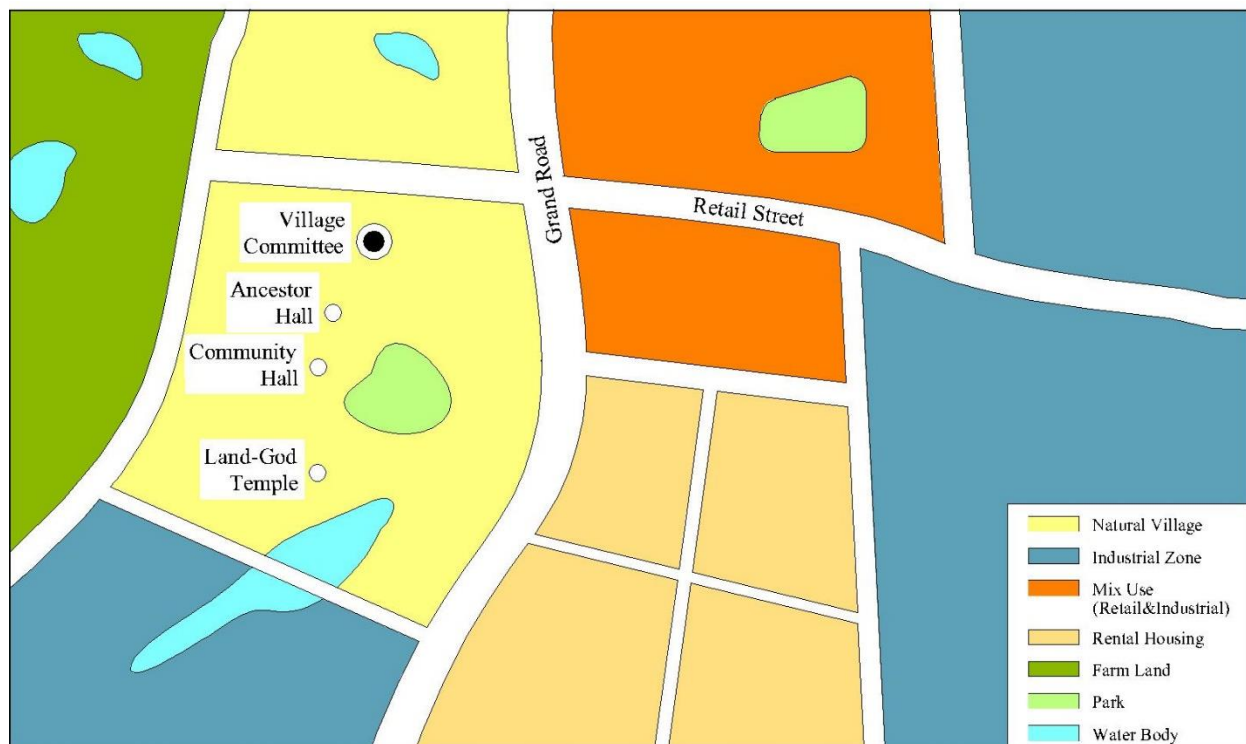 Grand Road
Retail Street
Village
Committee
Ancestor
Hall
Community
Hall
Land-God
Temple
Natural Village
Industrial Zone
Mix Use
(Retail&Industrial)
Rental Housing
Farm Land
Park
Water Body